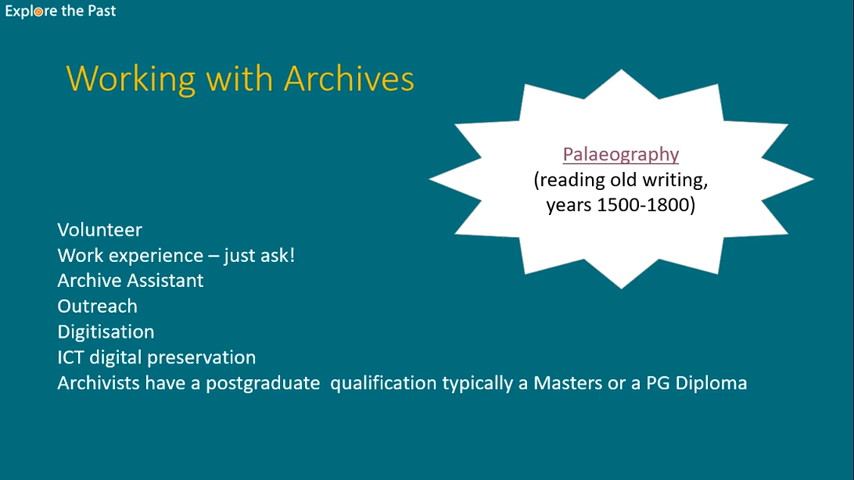 Explore the Past
Working with Archives
Palaeography
(reading old writing,
years 1500-1800)
Volunteer
Work experience – just ask!
Archive Assistant
Outreach
Digitisation
ICT digital preservation
Archivists have a postgraduate  qualification typically a Masters or a PG Diploma